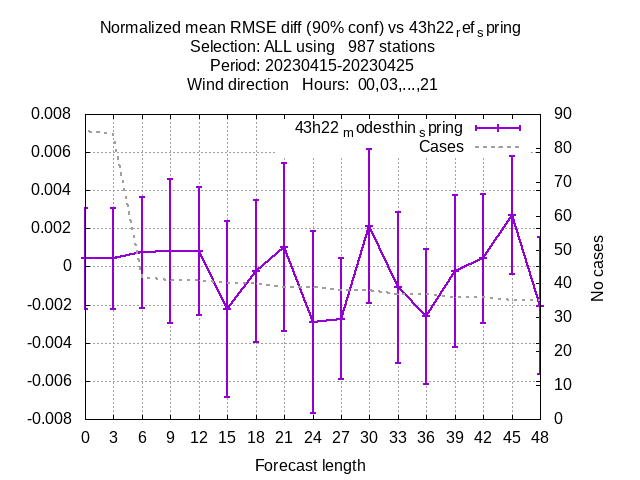 Normalized mean RMSE diff (90% conf) vs 43h22ref spring
Selection: ALL using   987 stations
Period: 20230415-20230425
Wind direction   Hours:  00,03,...,21
43h22modesthinspring
Cases
0.008
0.006
0.004
0.002
0
-0.002
-0.004
-0.006
-0.008
90
80
70
60
50
40
30
20
10
0
No cases
0 3 6 9 12 15 18 21 24 27 30 33 36 39 42 45 48
Forecast length